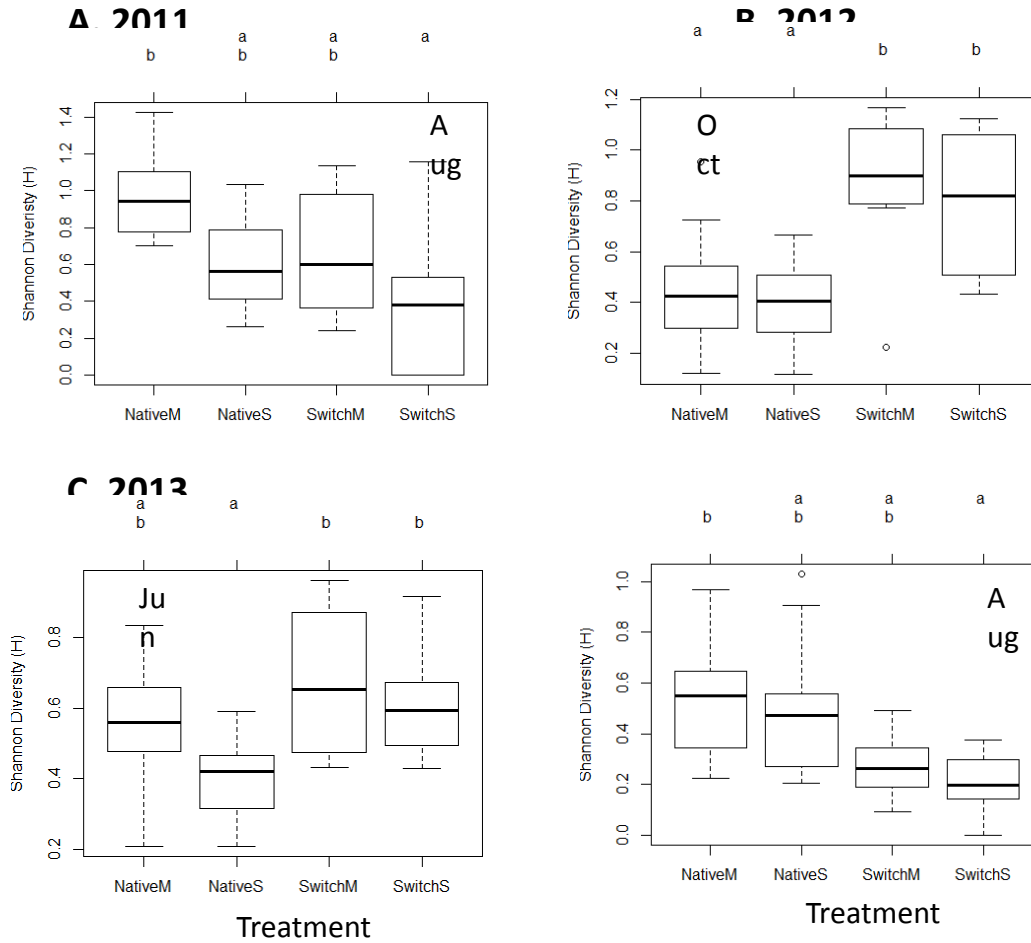 A. 2011
a a a
b b b
Shannon Diveristy (H)
0.0 0.2 0.4 0.6 0.8 1.0 1.2 1.4
A
ug
NativeM NativeS SwitchM SwitchS
B. 2012
a a b b
Shannon Diversity (H)
0.2 0.4 0.6 0.8 1.0 1.2
O
ct
NativeM NativeS SwitchM SwitchS
C. 2013
a a
b b b
Shannon Diversity (H)
0.2 0.4 0.6 0.8
Ju
n
NativeM NativeS SwitchM SwitchS
Treatment
a a a
b b b
Shannon Diversity (H)
0.0 0.2 0.4 0.6 0.8 1.0
A
ug
NativeM NativeS SwitchM SwitchS
Treatment